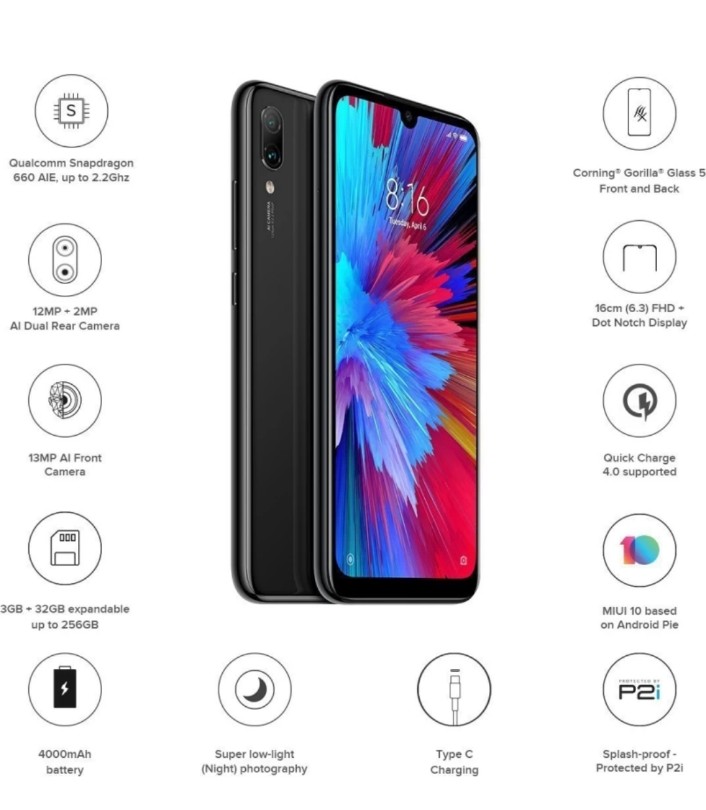 S
Qualcomm Snapdragon
660 AIE, up to 2.2Ghz
12MP + 2MP
AI Dual Rear Camera
13MP AI Front
Camera
3GB + 32GB expandable
up to 256GB
4000mAh
battery
AI CAMERA
8:16
Tuesday, April 6
Super low-light
(Night) photography
Type C
Charging
Corning® Gorilla® Glass 5
Front and Back
16cm (6.3) FHD +
Dot Notch Display
Quick Charge
4.0 supported
10
MIUI 10 based
on Android Pie
PROTECTED BY
P2i
Splash-proof -
Protected by P2i